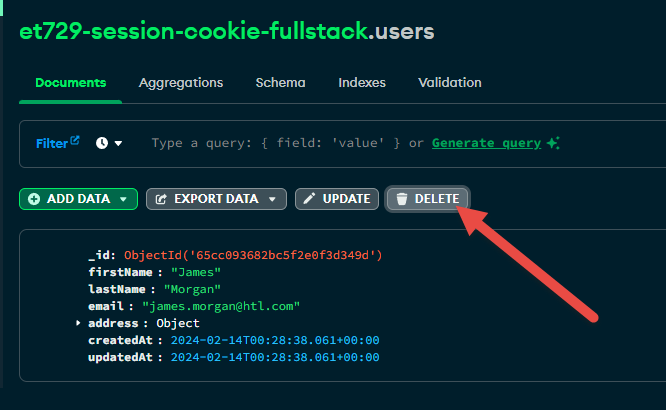 et729-session-cookie-fullstack.users
Documents Aggregations Schema Indexes Validation
Filter Type a query: { field: 'value' } or Generate query
ADD DATA EXPORT DATA UPDATE DELETE
_id: ObjectId('65cc093682bc5f2e0f3d349d')
firstName : "James"
lastName : "Morgan"
email : "james.morgan@htl.com"
address : Object
createdAt : 2024-02-14T00:28:38.061+00:00
updatedAt : 2024-02-14T00:28:38.061+00:00